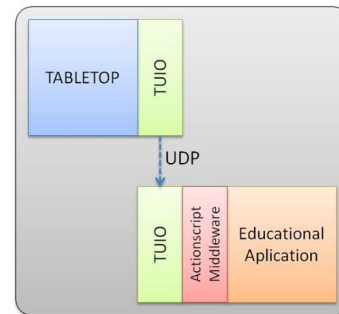 TABLETOP
TUIO
UDP
TUIO
Actionscript
Middleware
Educational
Aplication